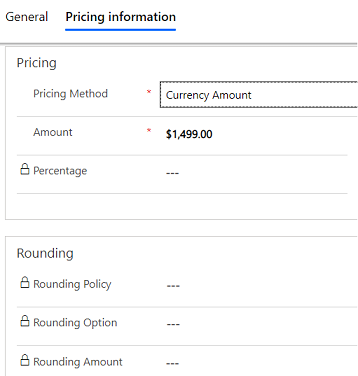 General Pricing information
Pricing
Pricing Method * Currency Amount
Amount * $1,499.00
Percentage ---
Rounding
Rounding Policy ---
Rounding Option ---
Rounding Amount ---